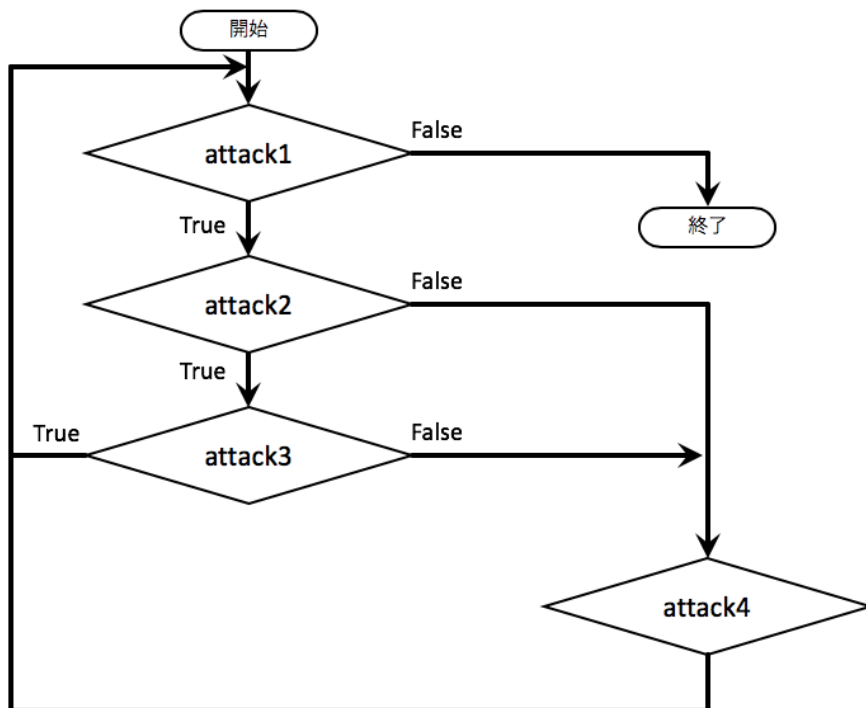 開始
attack1
False
True
終了
attack2
False
True
True
attack3
False
attack4